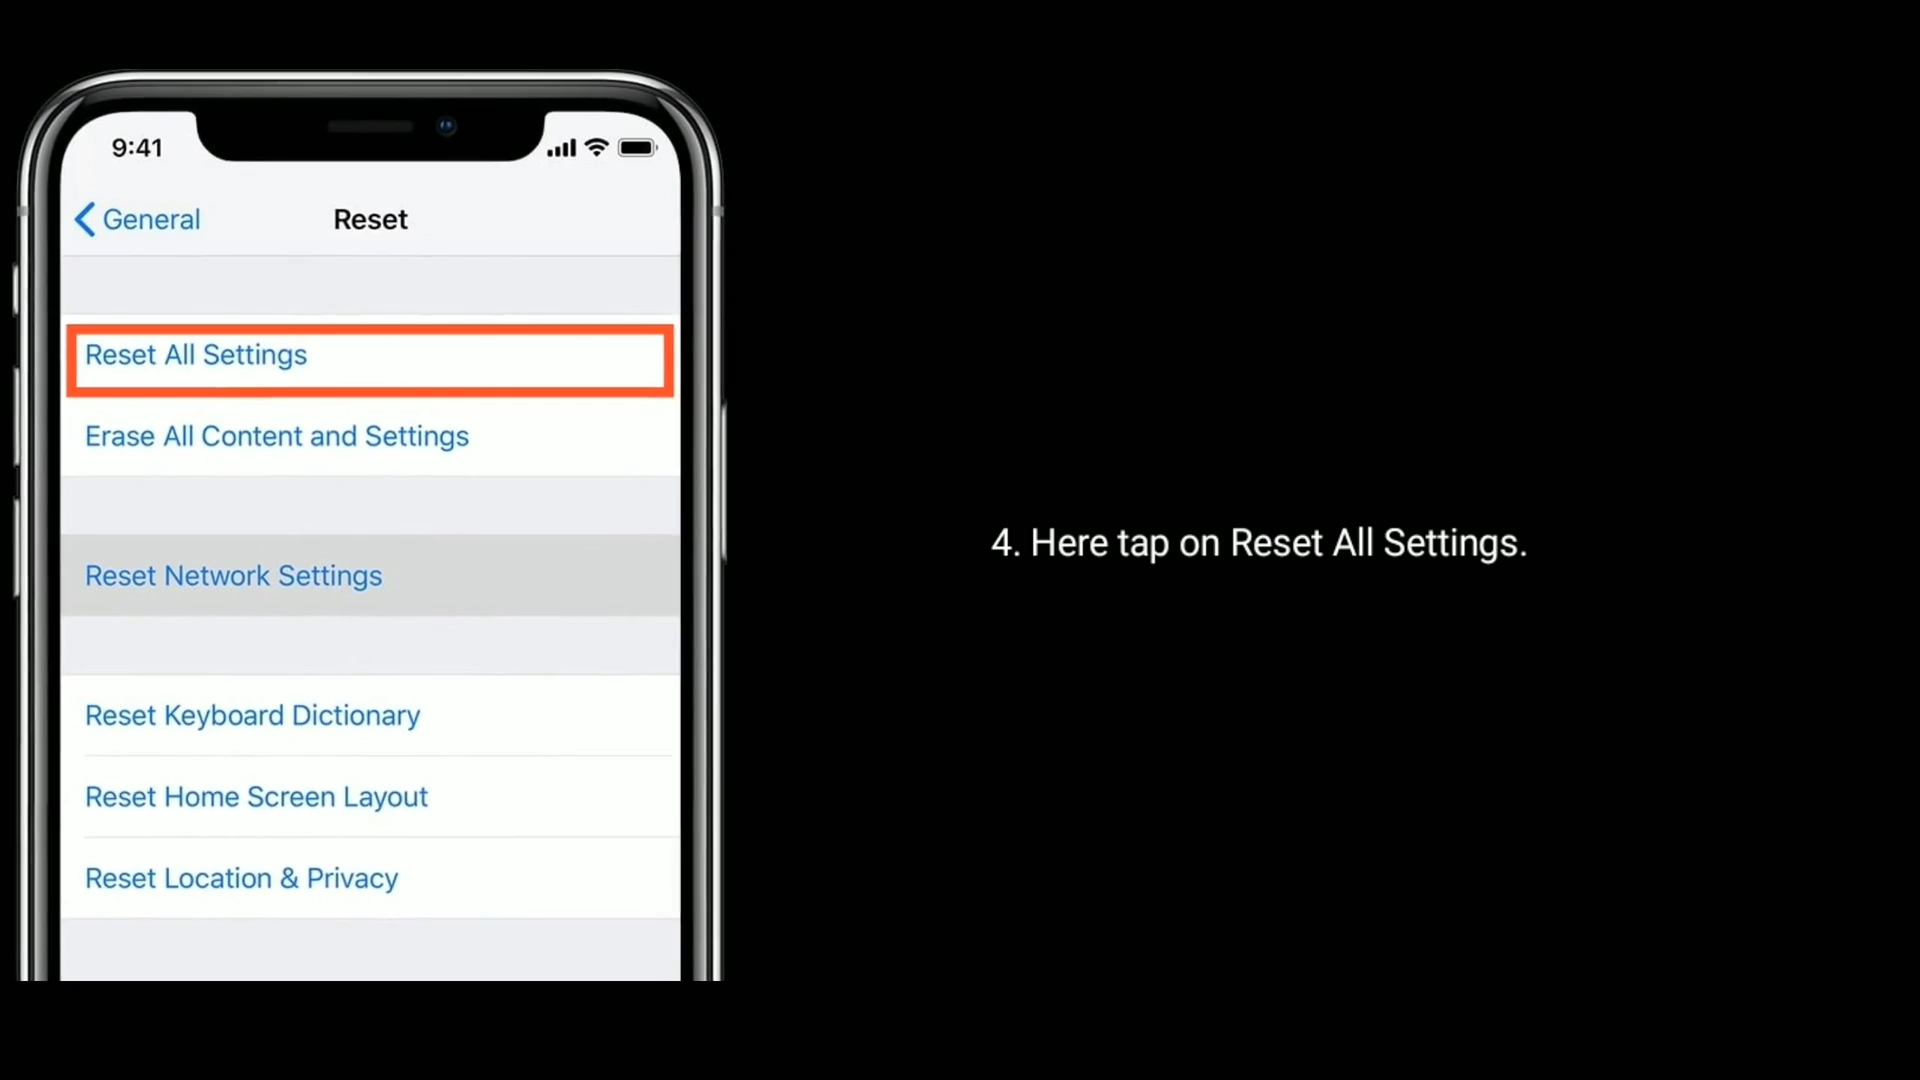 9:41
General
Reset
Reset All Settings
Erase All Content and Settings
Reset Network Settings
Reset Keyboard Dictionary
Reset Home Screen Layout
Reset Location & Privacy
4. Here tap on Reset All Settings.